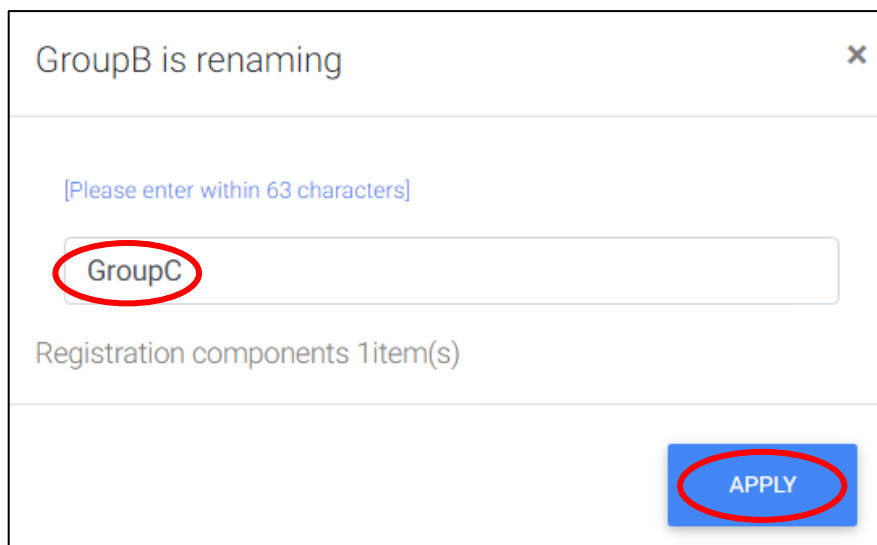 GroupB is renaming ×
[Please enter within 63 characters]
GroupC
Registration components 1item(s)
APPLY